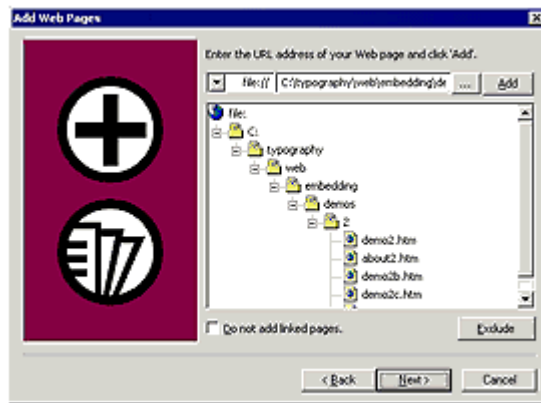 Add Web Pages
Enter the URL address of your Web page and click 'Add'.
file:// C:\typography\web\embedding\de ... Add
file:
C:
typography
web
embedding
demos
2
demo2.htm
about2.htm
demo2b.htm
demo2c.htm
Do not add linked pages. Exclude
< Back Next > Cancel